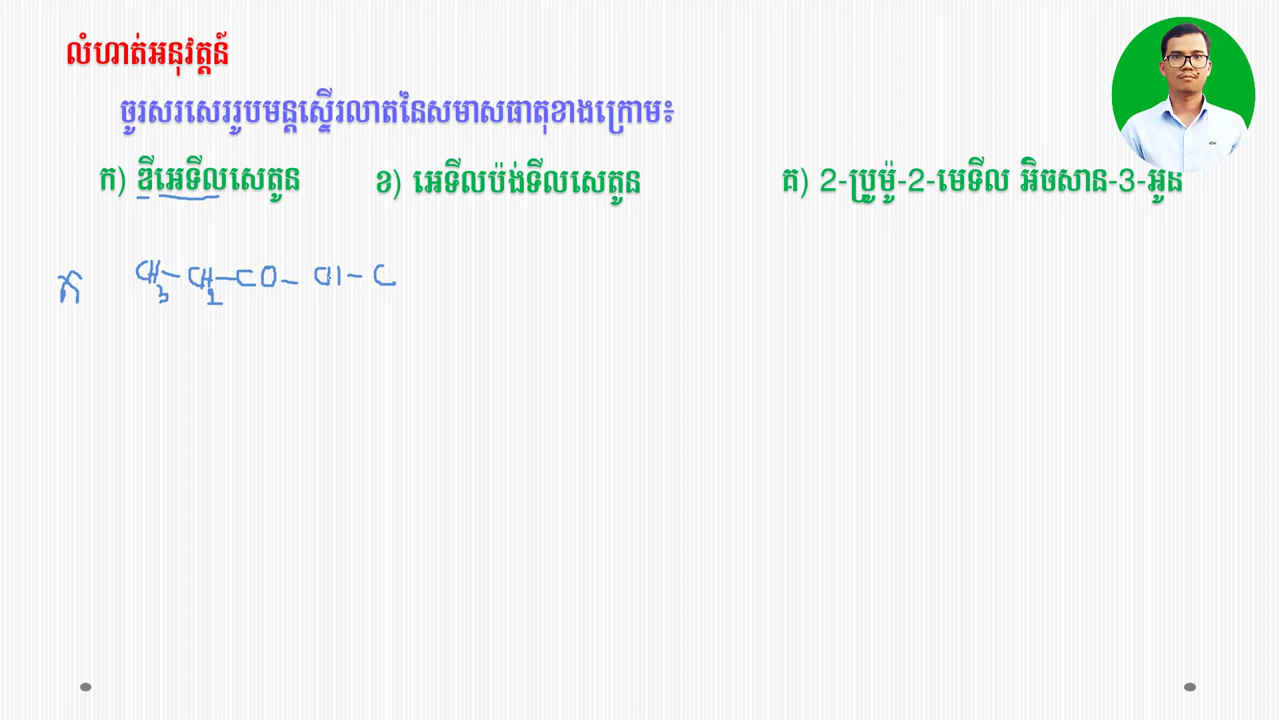 លំហាត់អនុវត្តន៍
ចូរសរសេររូបមន្តស្ទើរលាតនៃសមាសធាតុខាងក្រោម៖
ក) ឌីអេទីលសេតូន ខ) អេទីលប៉ង់ទីលសេតូន គ) 2-ប្រូម៉ូ-2-មេទីល អ៊ិចសាន-3-អូន
ក CH3-CH2-CO-CH-C